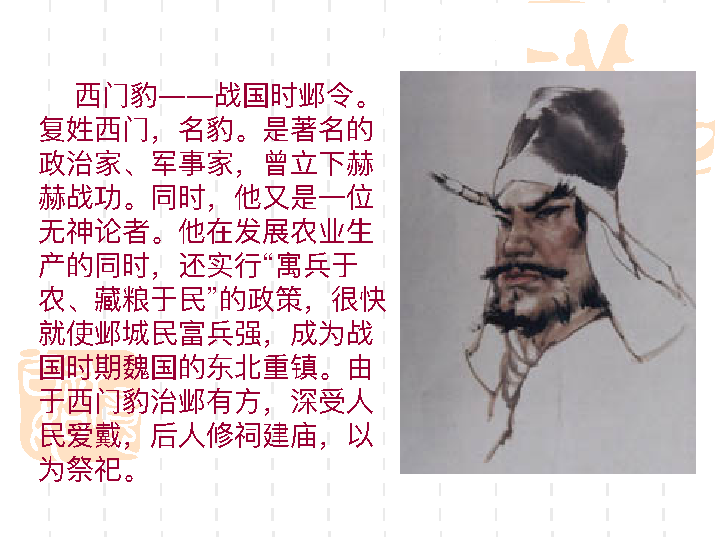 西门豹——战国时邺令。
复姓西门，名豹。是著名的
政治家、军事家，曾立下赫
赫战功。同时，他又是一位
无神论者。他在发展农业生
产的同时，还实行“寓兵于
农、藏粮于民”的政策，很快
就使邺城民富兵强，成为战
国时期魏国的东北重镇。由
于西门豹治邺有方，深受人
民爱戴，后人修祠建庙，以
为祭祀。